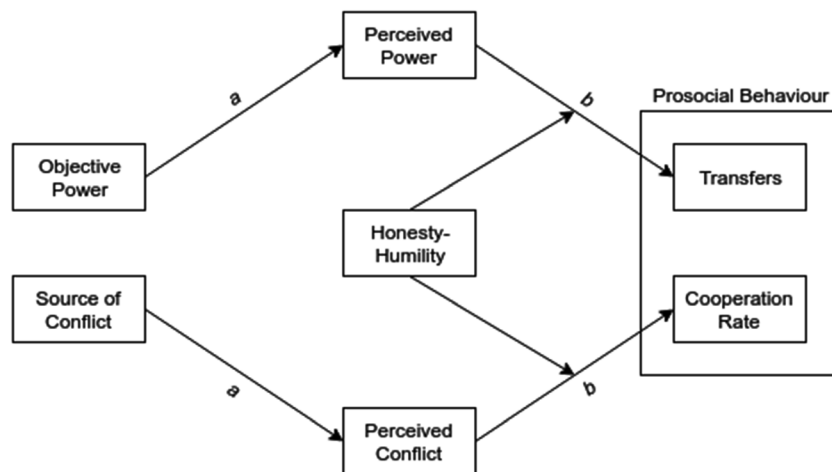 Perceived
Power
a
b
Prosocial Behaviour
Objective
Power
Transfers
Honesty-
Humility
Source of
Conflict
Cooperation
Rate
a
b
Perceived
Conflict